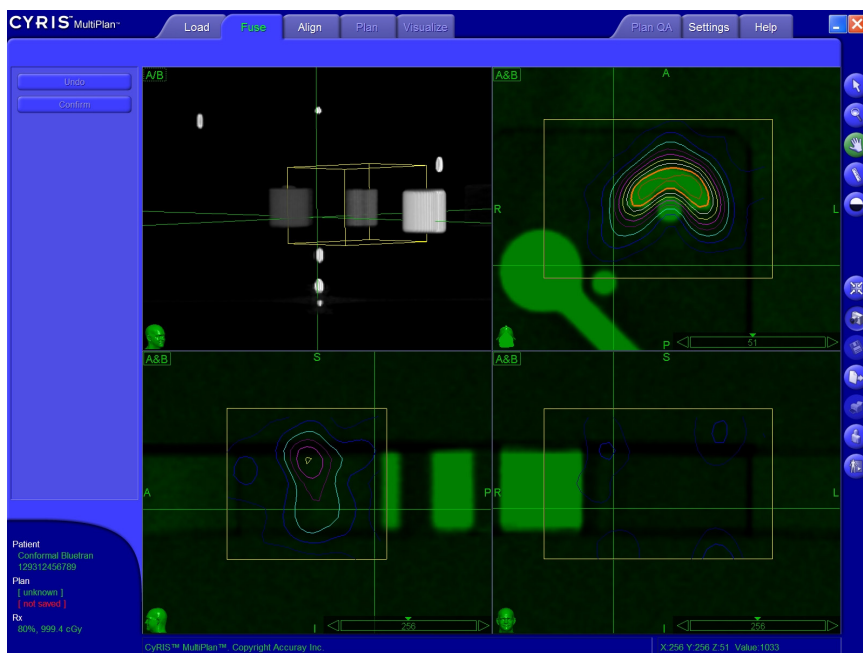 CYRIS™ MultiPlan™
Load
Fuse
Align
Plan
Visualize
Plan QA
Settings
Help
Undo
Confirm
A/B
A&B
A
R
L
P
51
A&B
S
A
P
I
256
A&B
S
R
L
I
256
Patient
Conformal Bluetran
129312456789
Plan
[ unknown ]
[ not saved ]
Rx
80%, 999.4 cGy
CyRIS™ MultiPlan™. Copyright Accuray Inc.
X:256 Y:256 Z:51 Value:1033